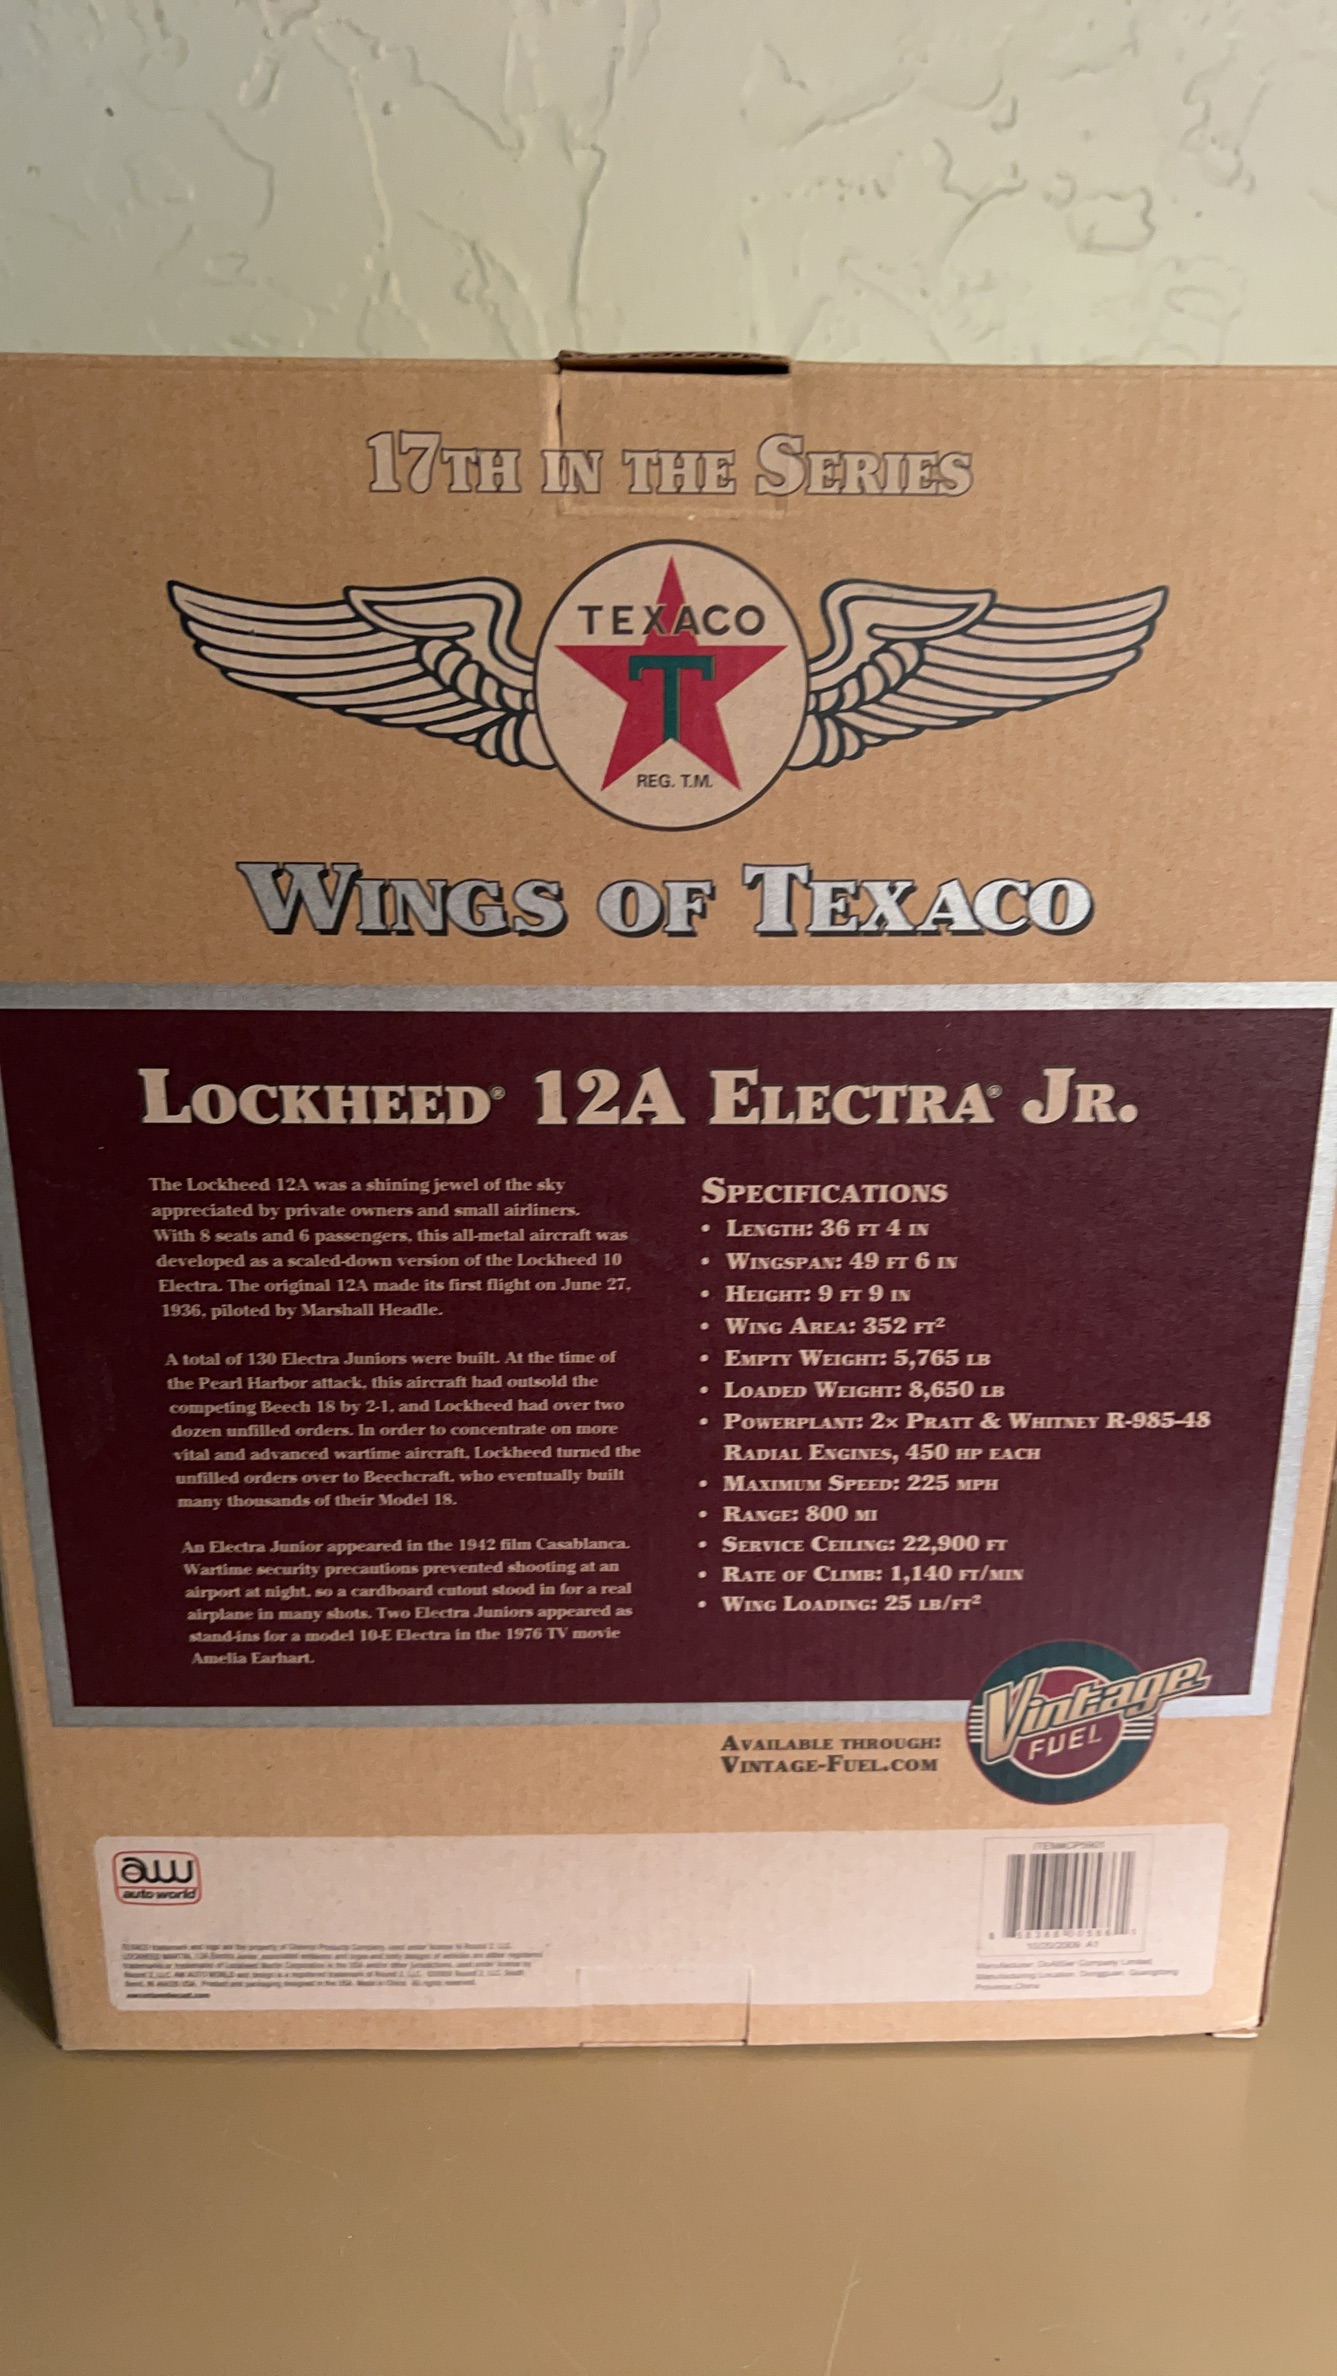 17TH IN THE SERIES
TEXACO
T
REG. T.M.
WINGS OF TEXACO
LOCKHEED® 12A ELECTRA® JR.
The Lockheed 12A was a shining jewel of the sky
appreciated by private owners and small airliners.
With 8 seats and 6 passengers, this all-metal aircraft was
developed as a scaled-down version of the Lockheed 10
Electra. The original 12A made its first flight on June 27,
1936, piloted by Marshall Headle.
A total of 130 Electra Juniors were built. At the time of
the Pearl Harbor attack, this aircraft had outsold the
competing Beech 18 by 2-1, and Lockheed had over two
dozen unfilled orders. In order to concentrate on more
vital and advanced wartime aircraft, Lockheed turned the
unfilled orders over to Beechcraft, who eventually built
many thousands of their Model 18.
An Electra Junior appeared in the 1942 film Casablanca.
Wartime security precautions prevented shooting at an
airport at night, so a cardboard cutout stood in for a real
airplane in many shots. Two Electra Juniors appeared as
stand-ins for a model 10-E Electra in the 1976 TV movie
Amelia Earhart.
SPECIFICATIONS
• LENGTH: 36 FT 4 IN
• WINGSPAN: 49 FT 6 IN
• HEIGHT: 9 FT 9 IN
• WING AREA: 352 FT²
• EMPTY WEIGHT: 5,765 LB
• LOADED WEIGHT: 8,650 LB
• POWERPLANT: 2× PRATT & WHITNEY R-985-48
RADIAL ENGINES, 450 HP EACH
• MAXIMUM SPEED: 225 MPH
• RANGE: 800 MI
• SERVICE CEILING: 22,900 FT
• RATE OF CLIMB: 1,140 FT/MIN
• WING LOADING: 25 LB/FT²
AVAILABLE THROUGH:
VINTAGE-FUEL.COM
Vintage
FUEL
aw
auto world